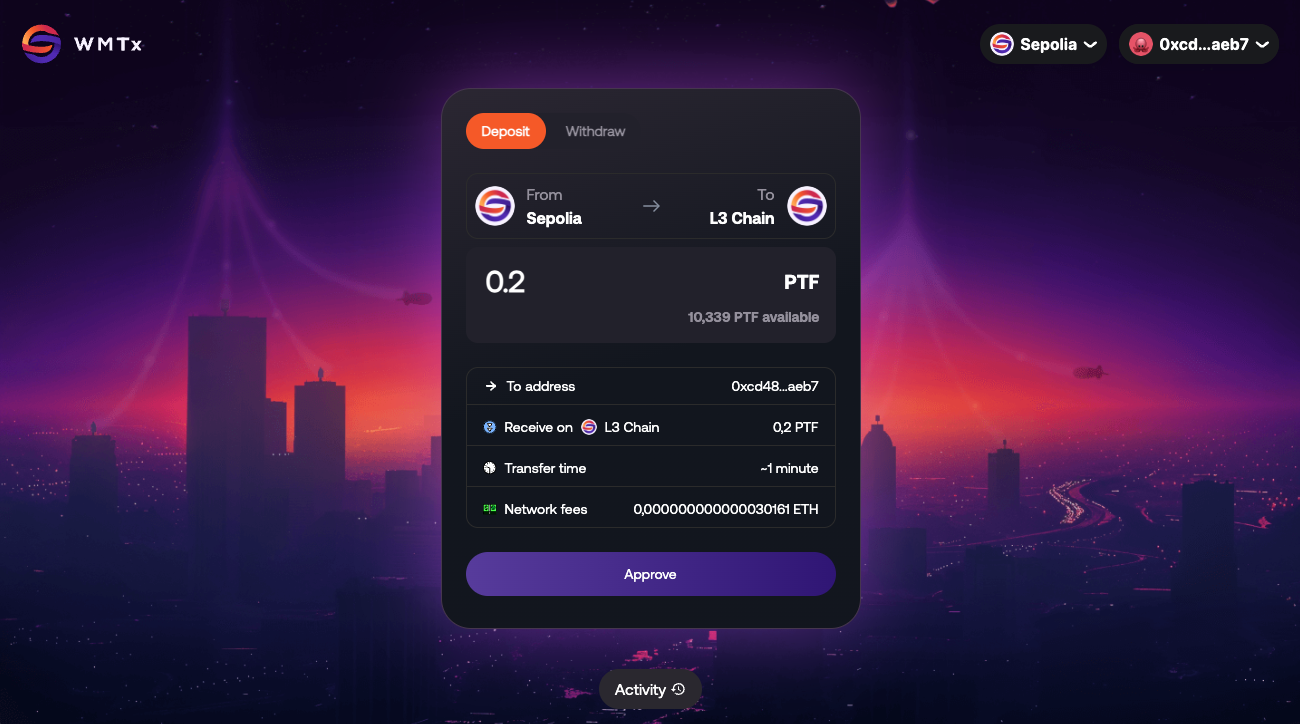 WMTx
Sepolia
0xcd...aeb7
Deposit
Withdraw
From
Sepolia
To
L3 Chain
0.2
PTF
10,339 PTF available
To address
0xcd48...aeb7
Receive on L3 Chain
0,2 PTF
Transfer time
~1 minute
Network fees
0,000000000000030161 ETH
Approve
Activity